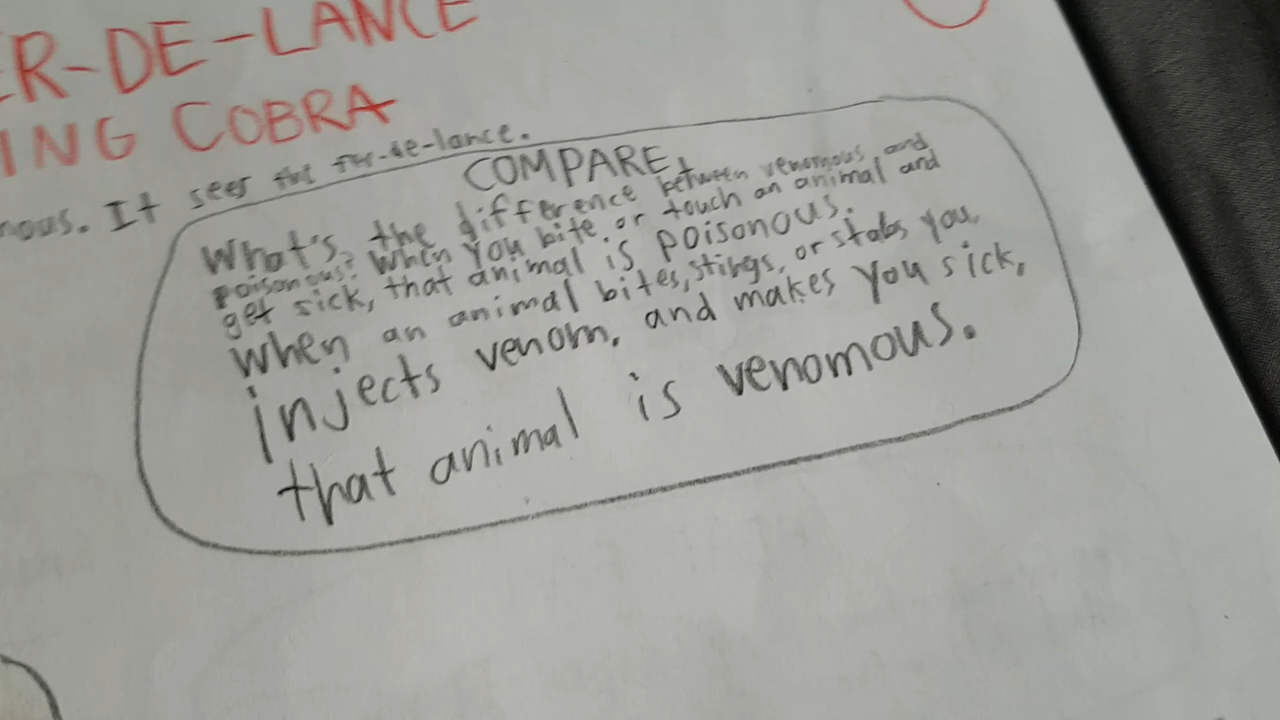 ER-DE-LANCE
ING COBRA
nous. It sees the fer-de-lance.
COMPARE
What's the difference between venomous and
poisonous? When you bite or touch an animal and
get sick, that animal is poisonous.
When an animal bites, stings, or stabs you,
injects venom, and makes you sick,
that animal is venomous.